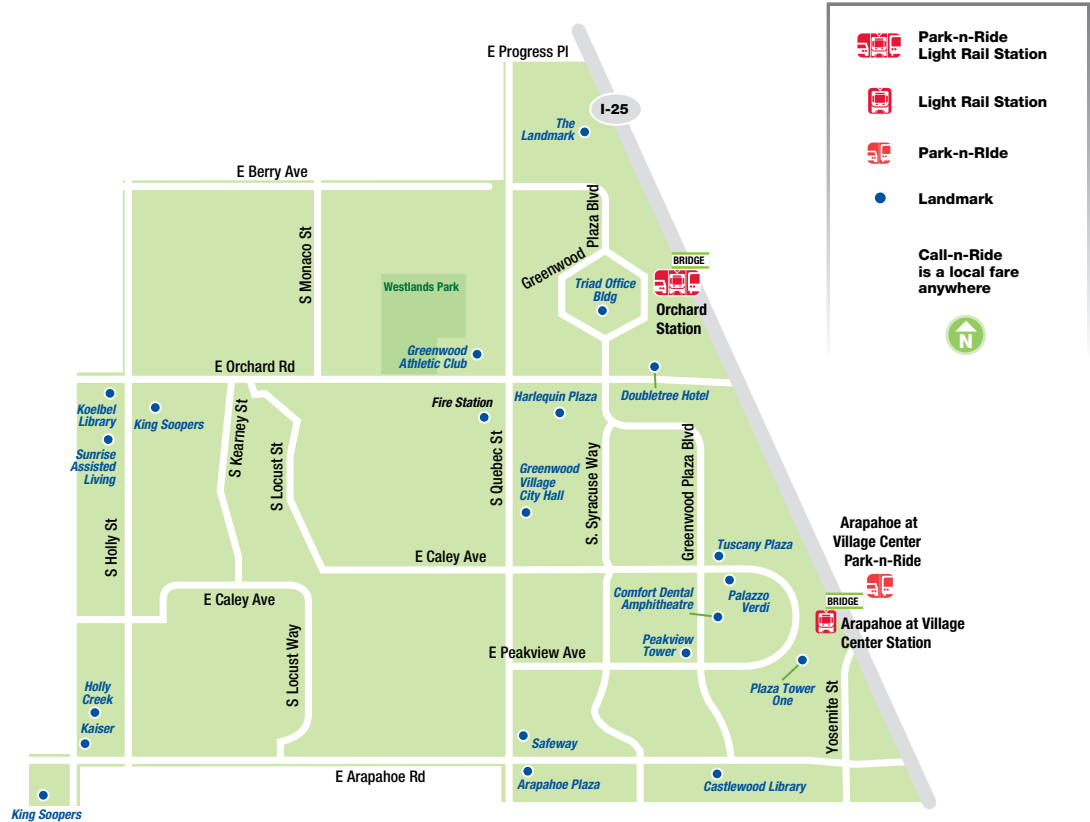 E Progress Pl
I-25
The
Landmark
E Berry Ave
S Monaco St
Plaza Blvd
Greenwood
BRIDGE
Westlands Park
Triad Office
Bldg
Orchard
Station
Greenwood
Athletic Club
E Orchard Rd
Doubletree Hotel
Koelbel
Library
King Soopers
Sunrise
Assisted
Living
S Kearney St
S Locust St
Fire Station
Harlequin Plaza
S Quebec St
Greenwood
Village
City Hall
S. Syracuse Way
Greenwood Plaza Blvd
S Holly St
E Caley Ave
Tuscany Plaza
Arapahoe at
Village Center
Park-n-Ride
E Caley Ave
Comfort Dental
Amphitheatre
Palazzo
Verdi
BRIDGE
Arapahoe at Village
Center Station
S Locust Way
E Peakview Ave
Peakview
Tower
Plaza Tower
One
Yosemite St
Holly
Creek
Kaiser
Safeway
E Arapahoe Rd
Arapahoe Plaza
Castlewood Library
King Soopers
Park-n-Ride
Light Rail Station
Light Rail Station
Park-n-RIde
Landmark
Call-n-Ride
is a local fare
anywhere
N